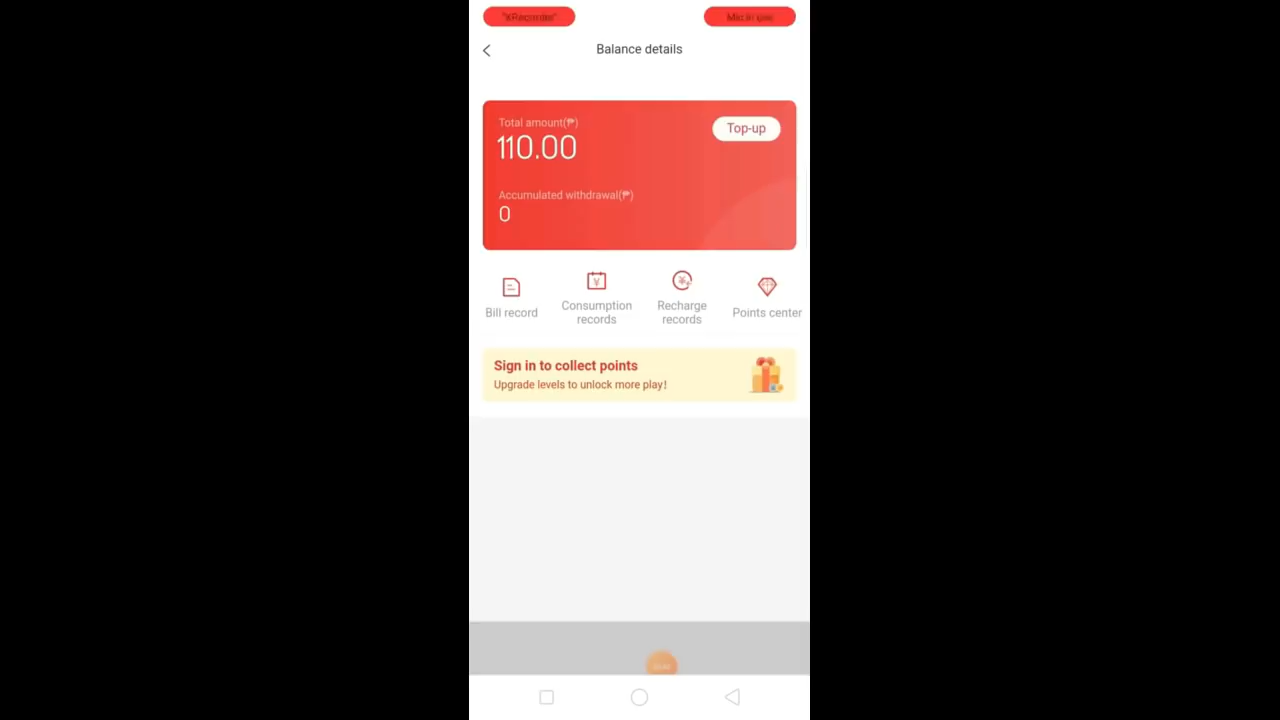 "XRecorder"
Mic in use
Balance details
Total amount(₱)
110.00
Top-up
Accumulated withdrawal(₱)
0
Bill record
Consumption records
Recharge records
Points center
Sign in to collect points
Upgrade levels to unlock more play!